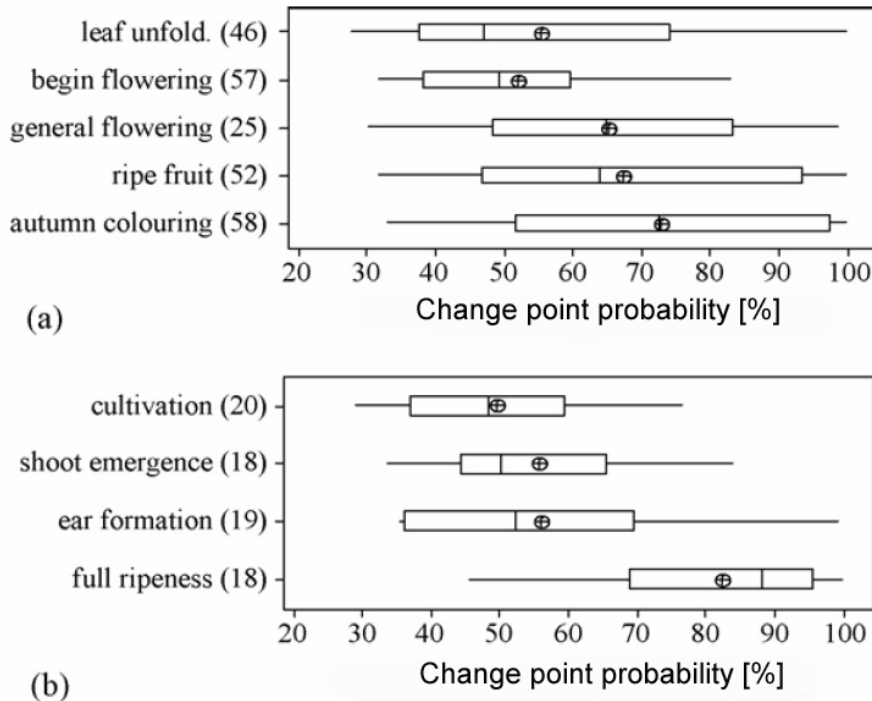 leaf unfold. (46)
begin flowering (57)
general flowering (25)
ripe fruit (52)
autumn colouring (58)
20 30 40 50 60 70 80 90 100
(a) Change point probability [%]
cultivation (20)
shoot emergence (18)
ear formation (19)
full ripeness (18)
20 30 40 50 60 70 80 90 100
(b) Change point probability [%]